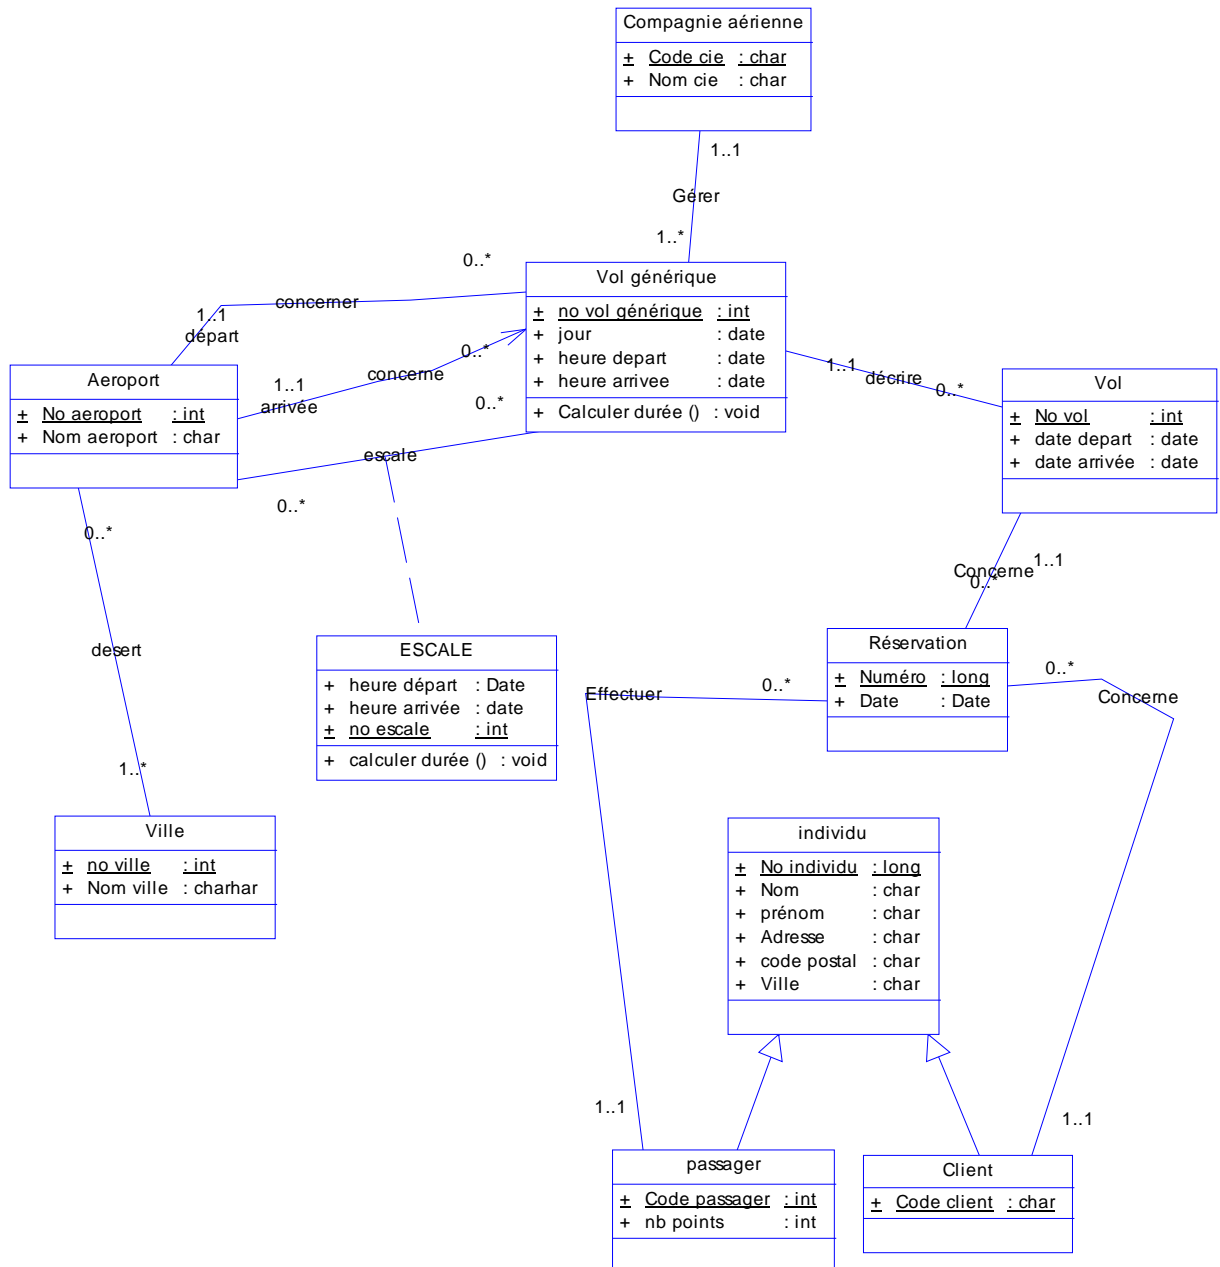 Compagnie aérienne
+ Code cie : char
+ Nom cie : char
1..1
Gérer
1..*
0..*
Vol générique
+ no vol générique : int
+ jour : date
+ heure depart : date
+ heure arrivee : date
+ Calculer durée () : void
concerner
1..1
départ
0..*
concerne
1..1
arrivée
0..*
escale
0..*
1..1
décrire
0..*
Aeroport
+ No aeroport : int
+ Nom aeroport : char
Vol
+ No vol : int
+ date depart : date
+ date arrivée : date
0..*
desert
1..*
1..1
Concerne
0..*
ESCALE
+ heure départ : Date
+ heure arrivée : date
+ no escale : int
+ calculer durée () : void
Réservation
+ Numéro : long
+ Date : Date
Effectuer
0..*
0..*
Concerne
Ville
+ no ville : int
+ Nom ville : charhar
individu
+ No individu : long
+ Nom : char
+ prénom : char
+ Adresse : char
+ code postal : char
+ Ville : char
1..1
1..1
passager
+ Code passager : int
+ nb points : int
Client
+ Code client : char